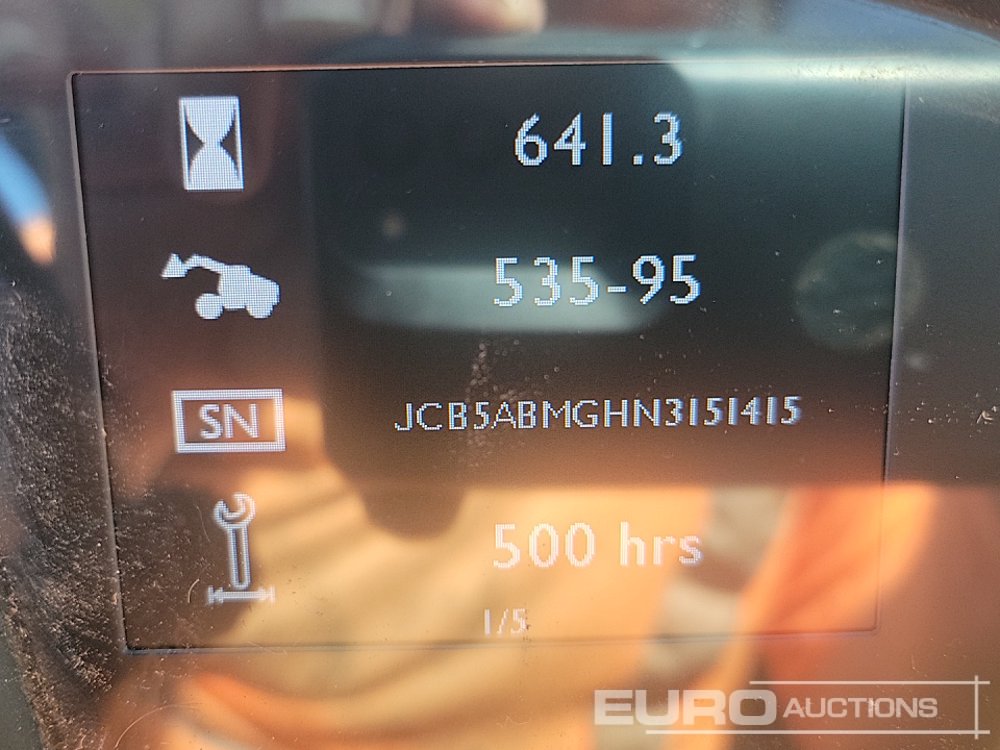 641.3
535-95
SN JCB5ABMGHN3151415
500 hrs
1/5
EURO AUCTIONS